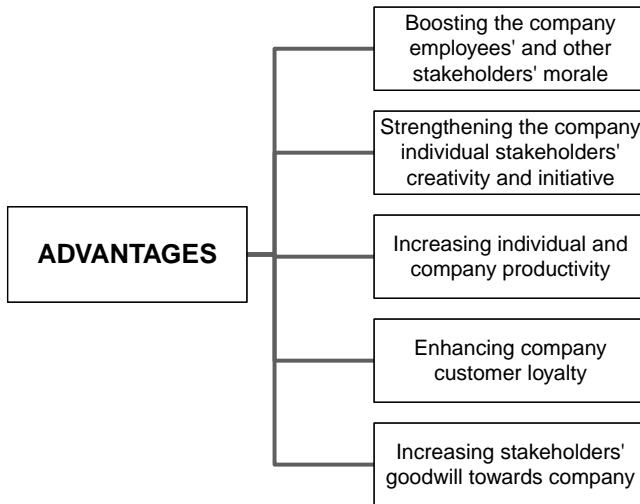 Boosting the company
employees' and other
stakeholders' morale
Strengthening the company
individual stakeholders'
creativity and initiative
ADVANTAGES
Increasing individual and
company productivity
Enhancing company
customer loyalty
Increasing stakeholders'
goodwill towards company